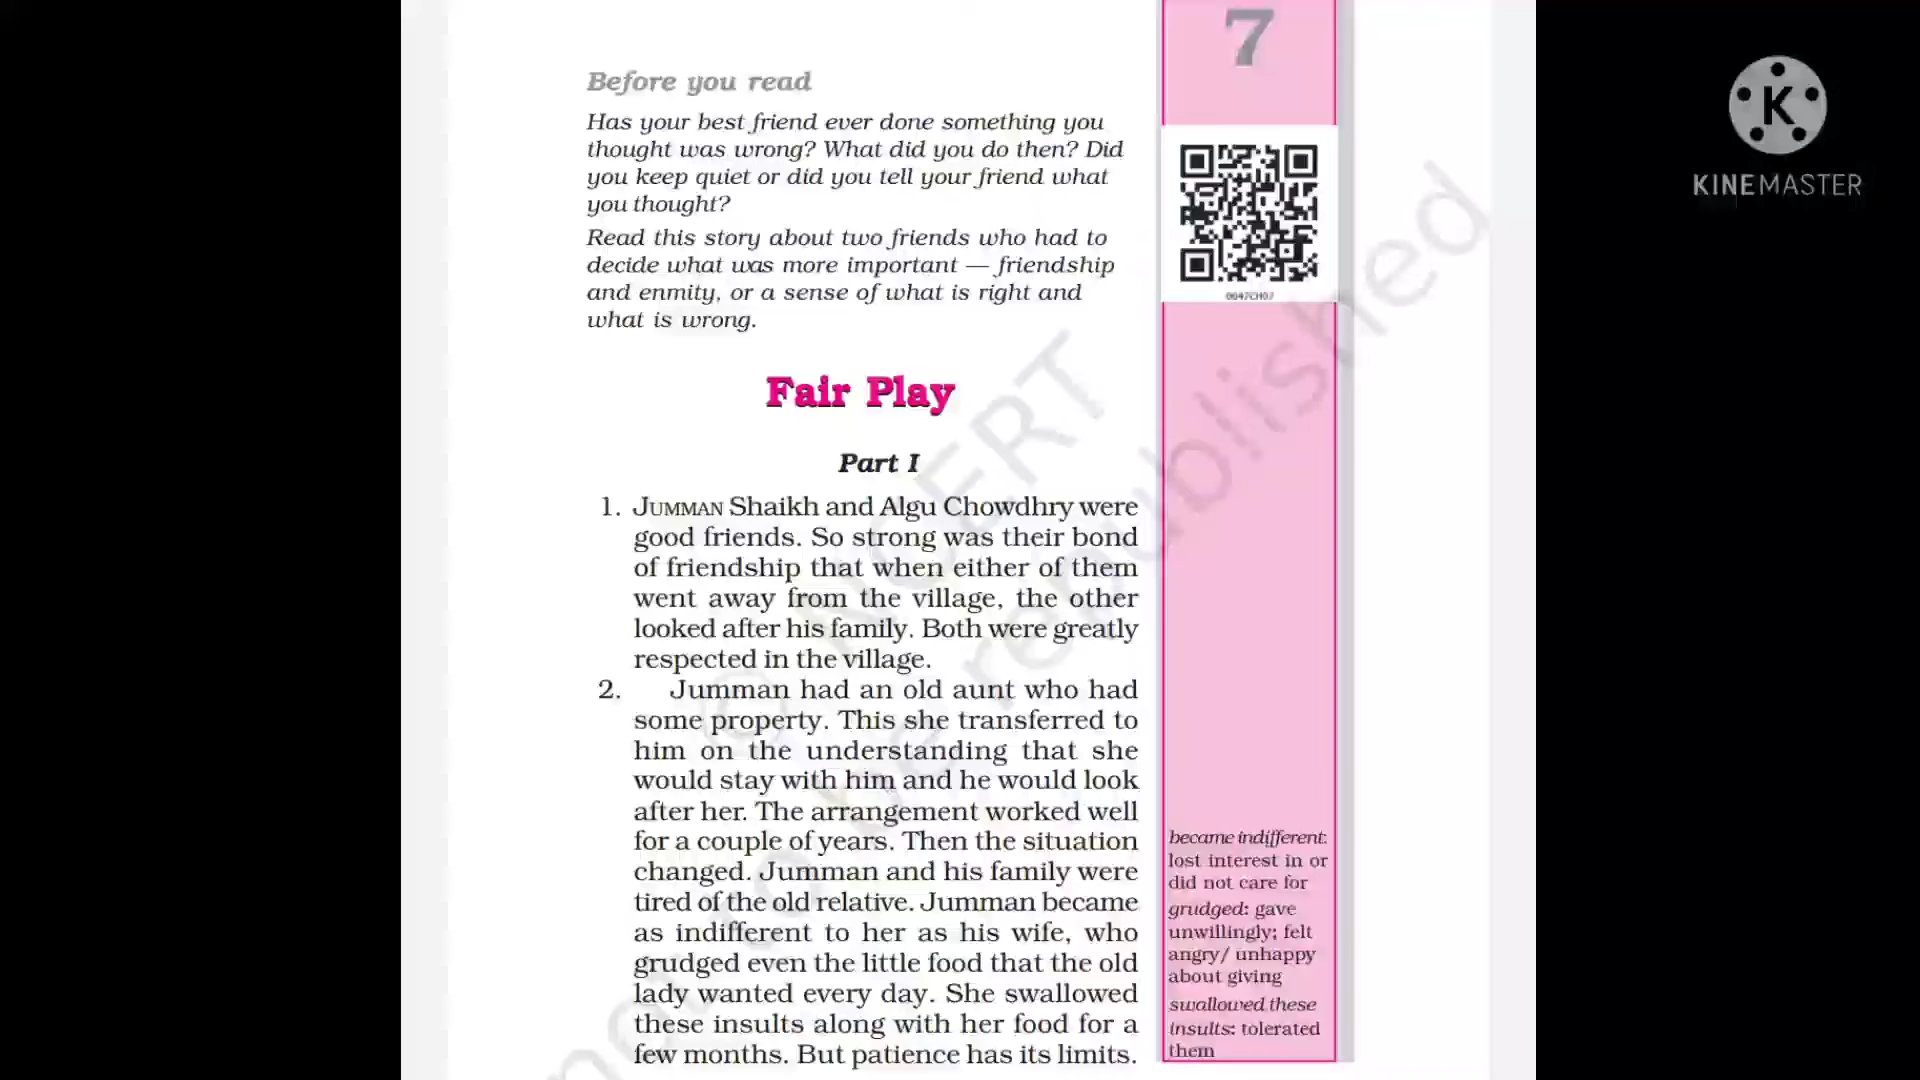 7
Before you read
Has your best friend ever done something you
thought was wrong? What did you do then? Did
you keep quiet or did you tell your friend what
you thought?
Read this story about two friends who had to
decide what was more important — friendship
and enmity, or a sense of what is right and
what is wrong.
Fair Play
Part I
1. JUMMAN Shaikh and Algu Chowdhry were
good friends. So strong was their bond
of friendship that when either of them
went away from the village, the other
looked after his family. Both were greatly
respected in the village.
2. Jumman had an old aunt who had
some property. This she transferred to
him on the understanding that she
would stay with him and he would look
after her. The arrangement worked well
for a couple of years. Then the situation
changed. Jumman and his family were
tired of the old relative. Jumman became
as indifferent to her as his wife, who
grudged even the little food that the old
lady wanted every day. She swallowed
these insults along with her food for a
few months. But patience has its limits.
0647CH07
became indifferent:
lost interest in or
did not care for
grudged: gave
unwillingly; felt
angry/ unhappy
about giving
swallowed these
insults: tolerated
them
© NCERT
not to be republished
K
KINEMASTER